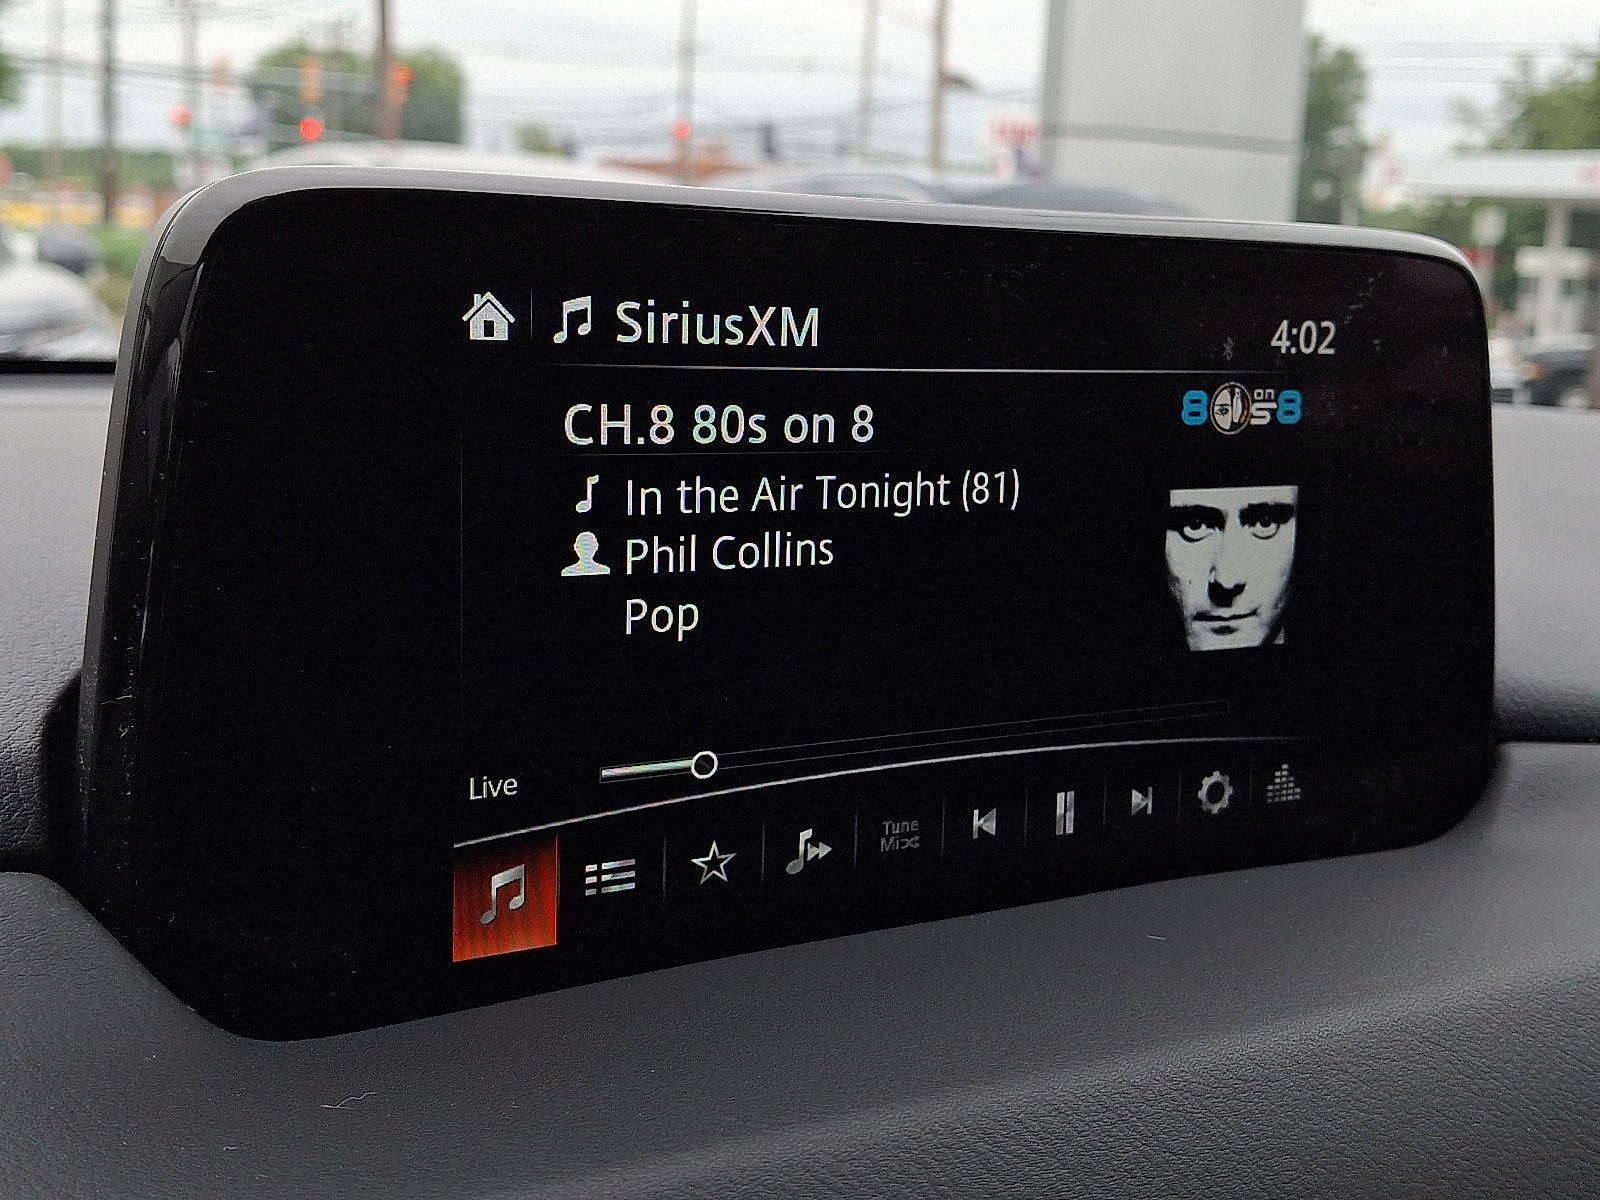 SiriusXM
4:02
CH.8 80s on 8
80s on 8
In the Air Tonight (81)
Phil Collins
Pop
Live
Tune
Mix